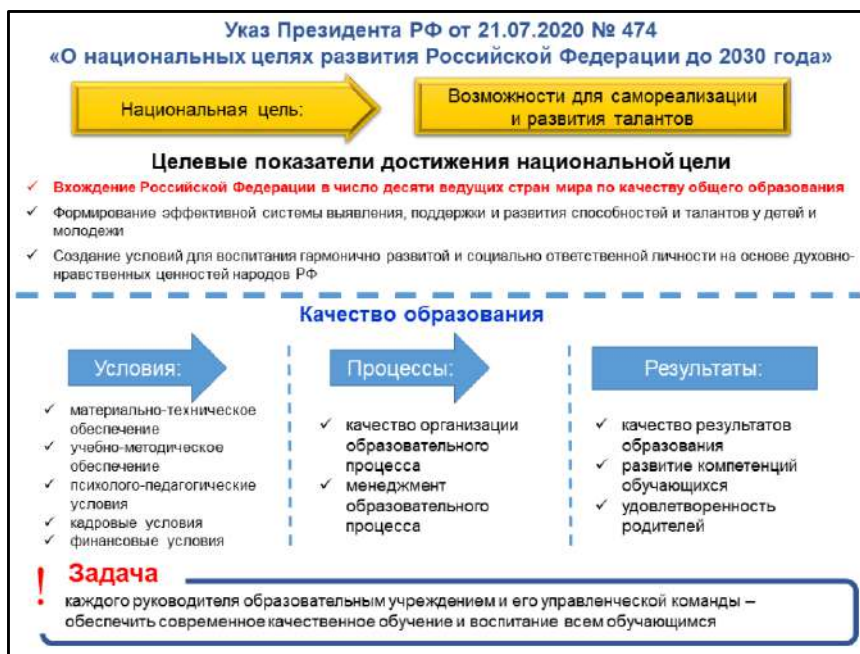 Указ Президента РФ от 21.07.2020 № 474
«О национальных целях развития Российской Федерации до 2030 года»
Национальная цель:
Возможности для самореализации
и развития талантов
Целевые показатели достижения национальной цели
✓ Вхождение Российской Федерации в число десяти ведущих стран мира по качеству общего образования
✓ Формирование эффективной системы выявления, поддержки и развития способностей и талантов у детей и
молодежи
✓ Создание условий для воспитания гармонично развитой и социально ответственной личности на основе духовно-
нравственных ценностей народов РФ
Качество образования
Условия:
✓ материально-техническое
обеспечение
✓ учебно-методическое
обеспечение
✓ психолого-педагогические
условия
✓ кадровые условия
✓ финансовые условия
Процессы:
✓ качество организации
образовательного
процесса
✓ менеджмент
образовательного
процесса
Результаты:
✓ качество результатов
образования
✓ развитие компетенций
обучающихся
✓ удовлетворенность
родителей
! Задача
каждого руководителя образовательным учреждением и его управленческой команды –
обеспечить современное качественное обучение и воспитание всем обучающимся